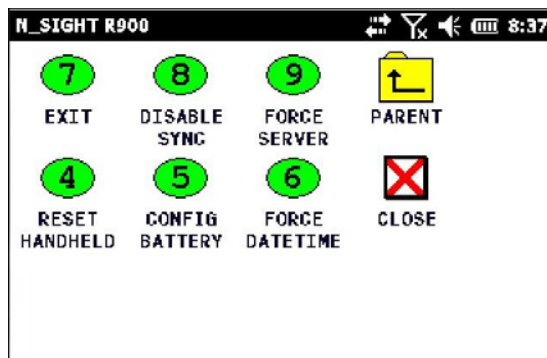 N_SIGHT R900 8:37
7 8 9
EXIT DISABLE FORCE PARENT
SYNC SERVER
4 5 6
RESET CONFIG FORCE CLOSE
HANDHELD BATTERY DATETIME